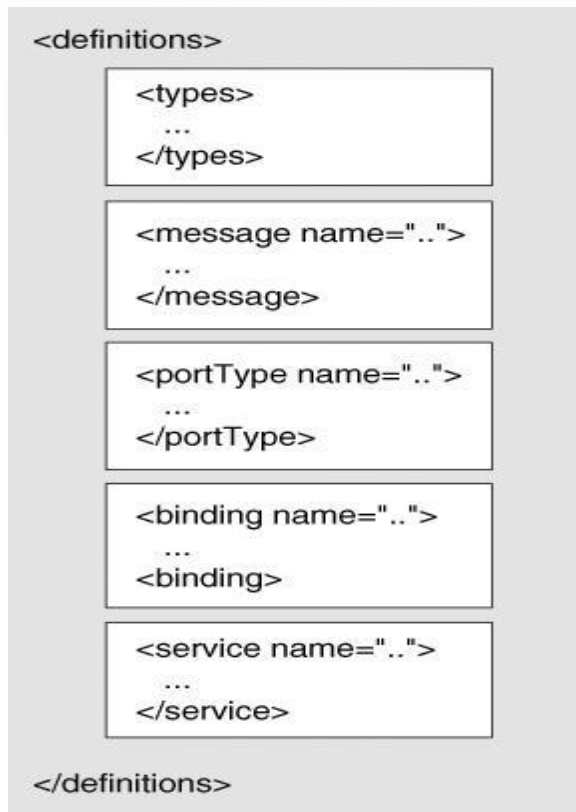 <definitions>
<types>
...
</types>
<message name="..">
...
</message>
<portType name="..">
...
</portType>
<binding name="..">
...
<binding>
<service name="..">
...
</service>
</definitions>